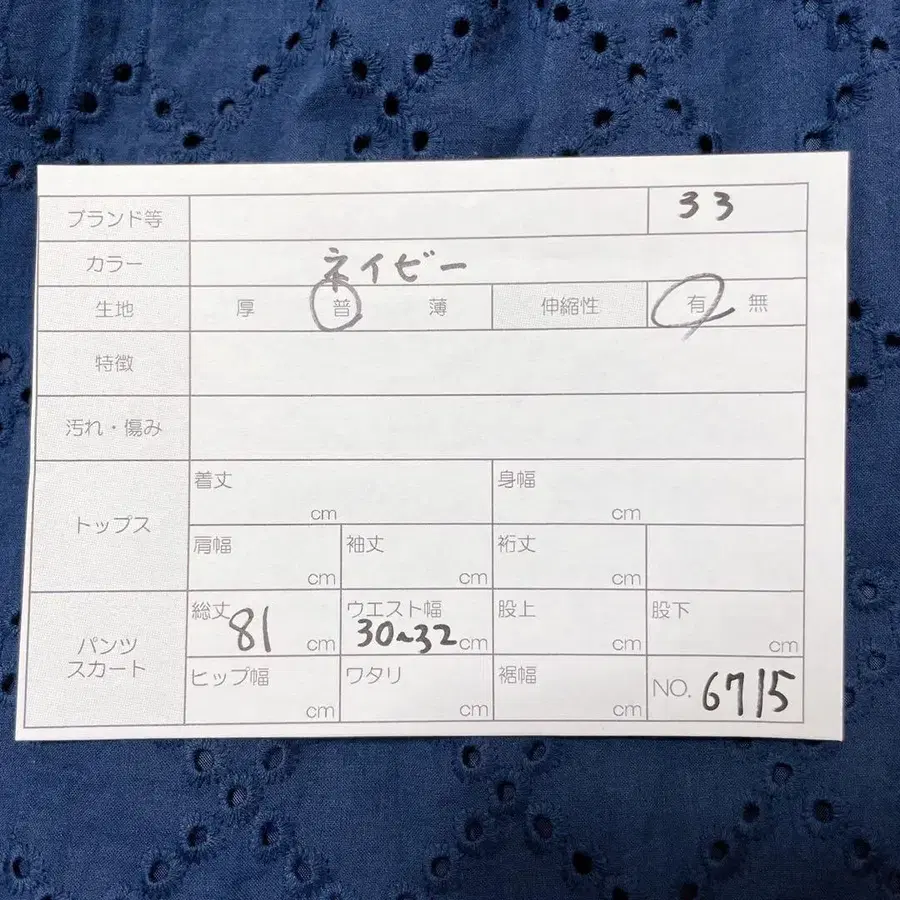 ブランド等 33
カラー ネイビー
生地 厚 普 薄 伸縮性 有 無
特徴
汚れ・傷み
トップス
着丈 cm 身幅 cm
肩幅 cm 袖丈 cm 裄丈 cm
パンツ
スカート
総丈 81 cm ウエスト幅 30~32 cm 股上 cm 股下 cm
ヒップ幅 cm ワタリ cm 裾幅 cm NO. 6715